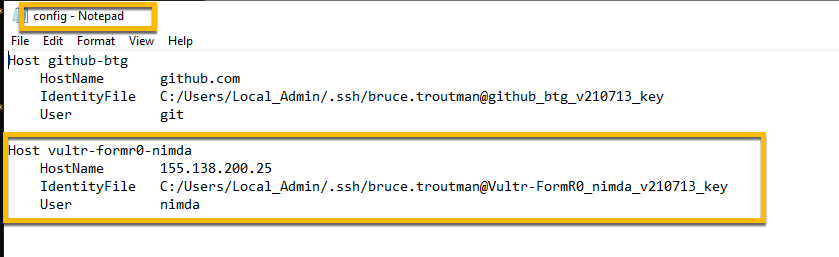 config - Notepad
File Edit Format View Help
Host github-btg
HostName github.com
IdentityFile C:/Users/Local_Admin/.ssh/bruce.troutman@github_btg_v210713_key
User git
Host vultr-formr0-nimda
HostName 155.138.200.25
IdentityFile C:/Users/Local_Admin/.ssh/bruce.troutman@Vultr-FormR0_nimda_v210713_key
User nimda